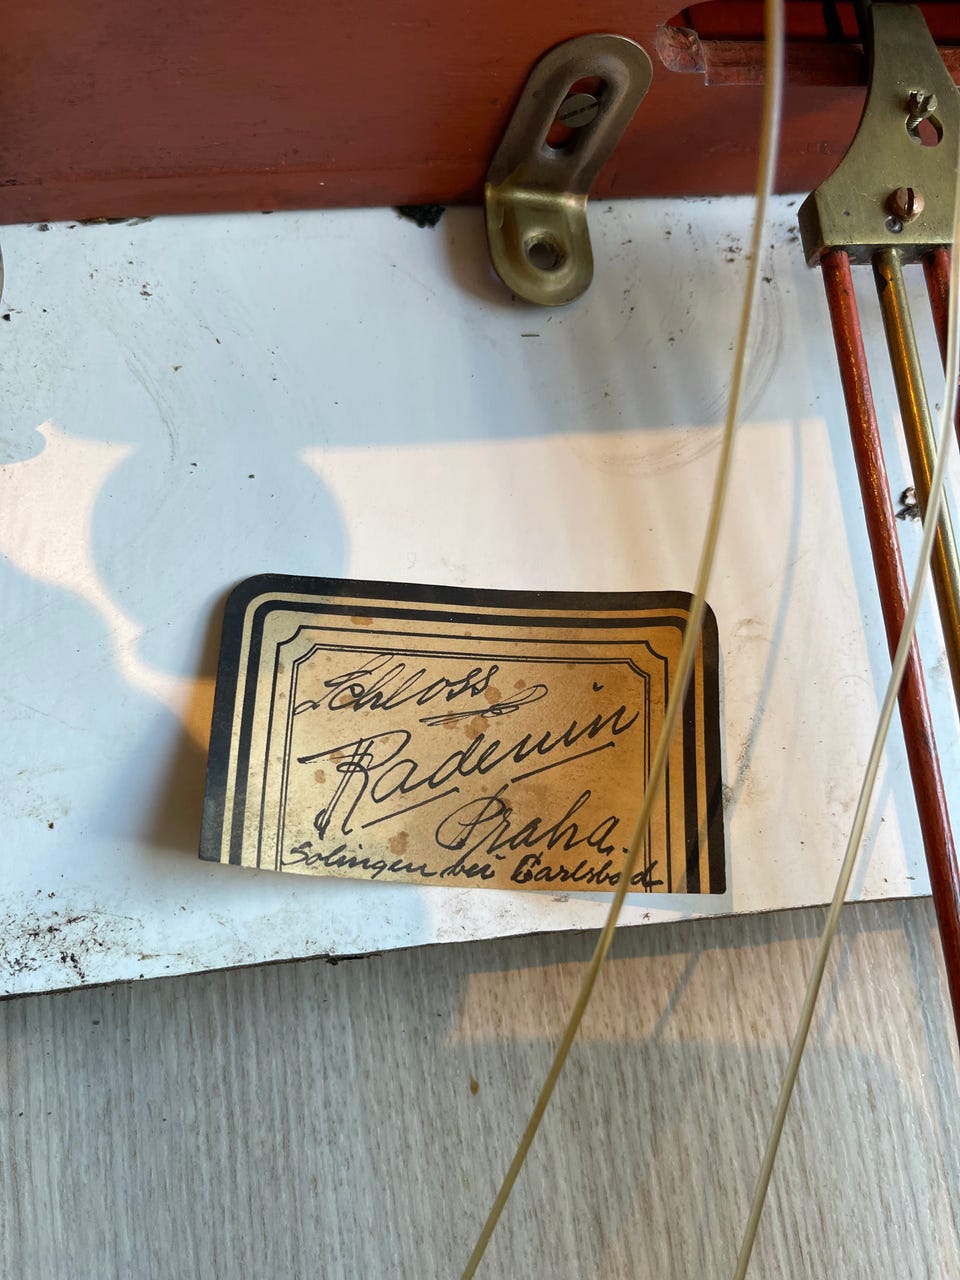 Schloss
Radenin
Praha.
Solingen bei Carlsbad